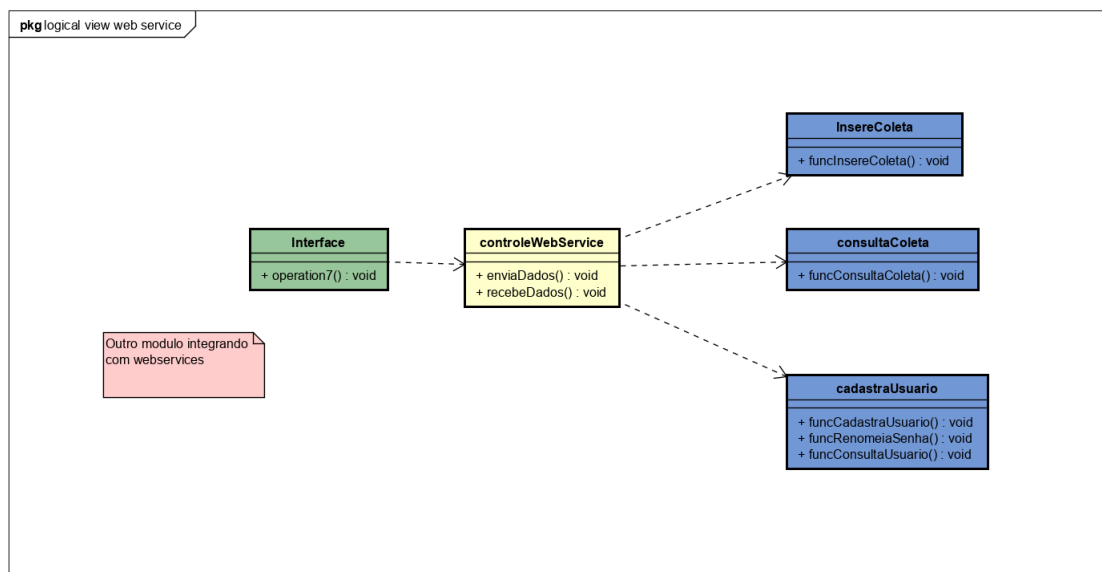 pkg logical view web service
InsereColeta
+ funcInsereColeta() : void
Interface
+ operation7() : void
controleWebService
+ enviaDados() : void
+ recebeDados() : void
consultaColeta
+ funcConsultaColeta() : void
Outro modulo integrando
com webservices
cadastraUsuario
+ funcCadastraUsuario() : void
+ funcRenomeiaSenha() : void
+ funcConsultaUsuario() : void